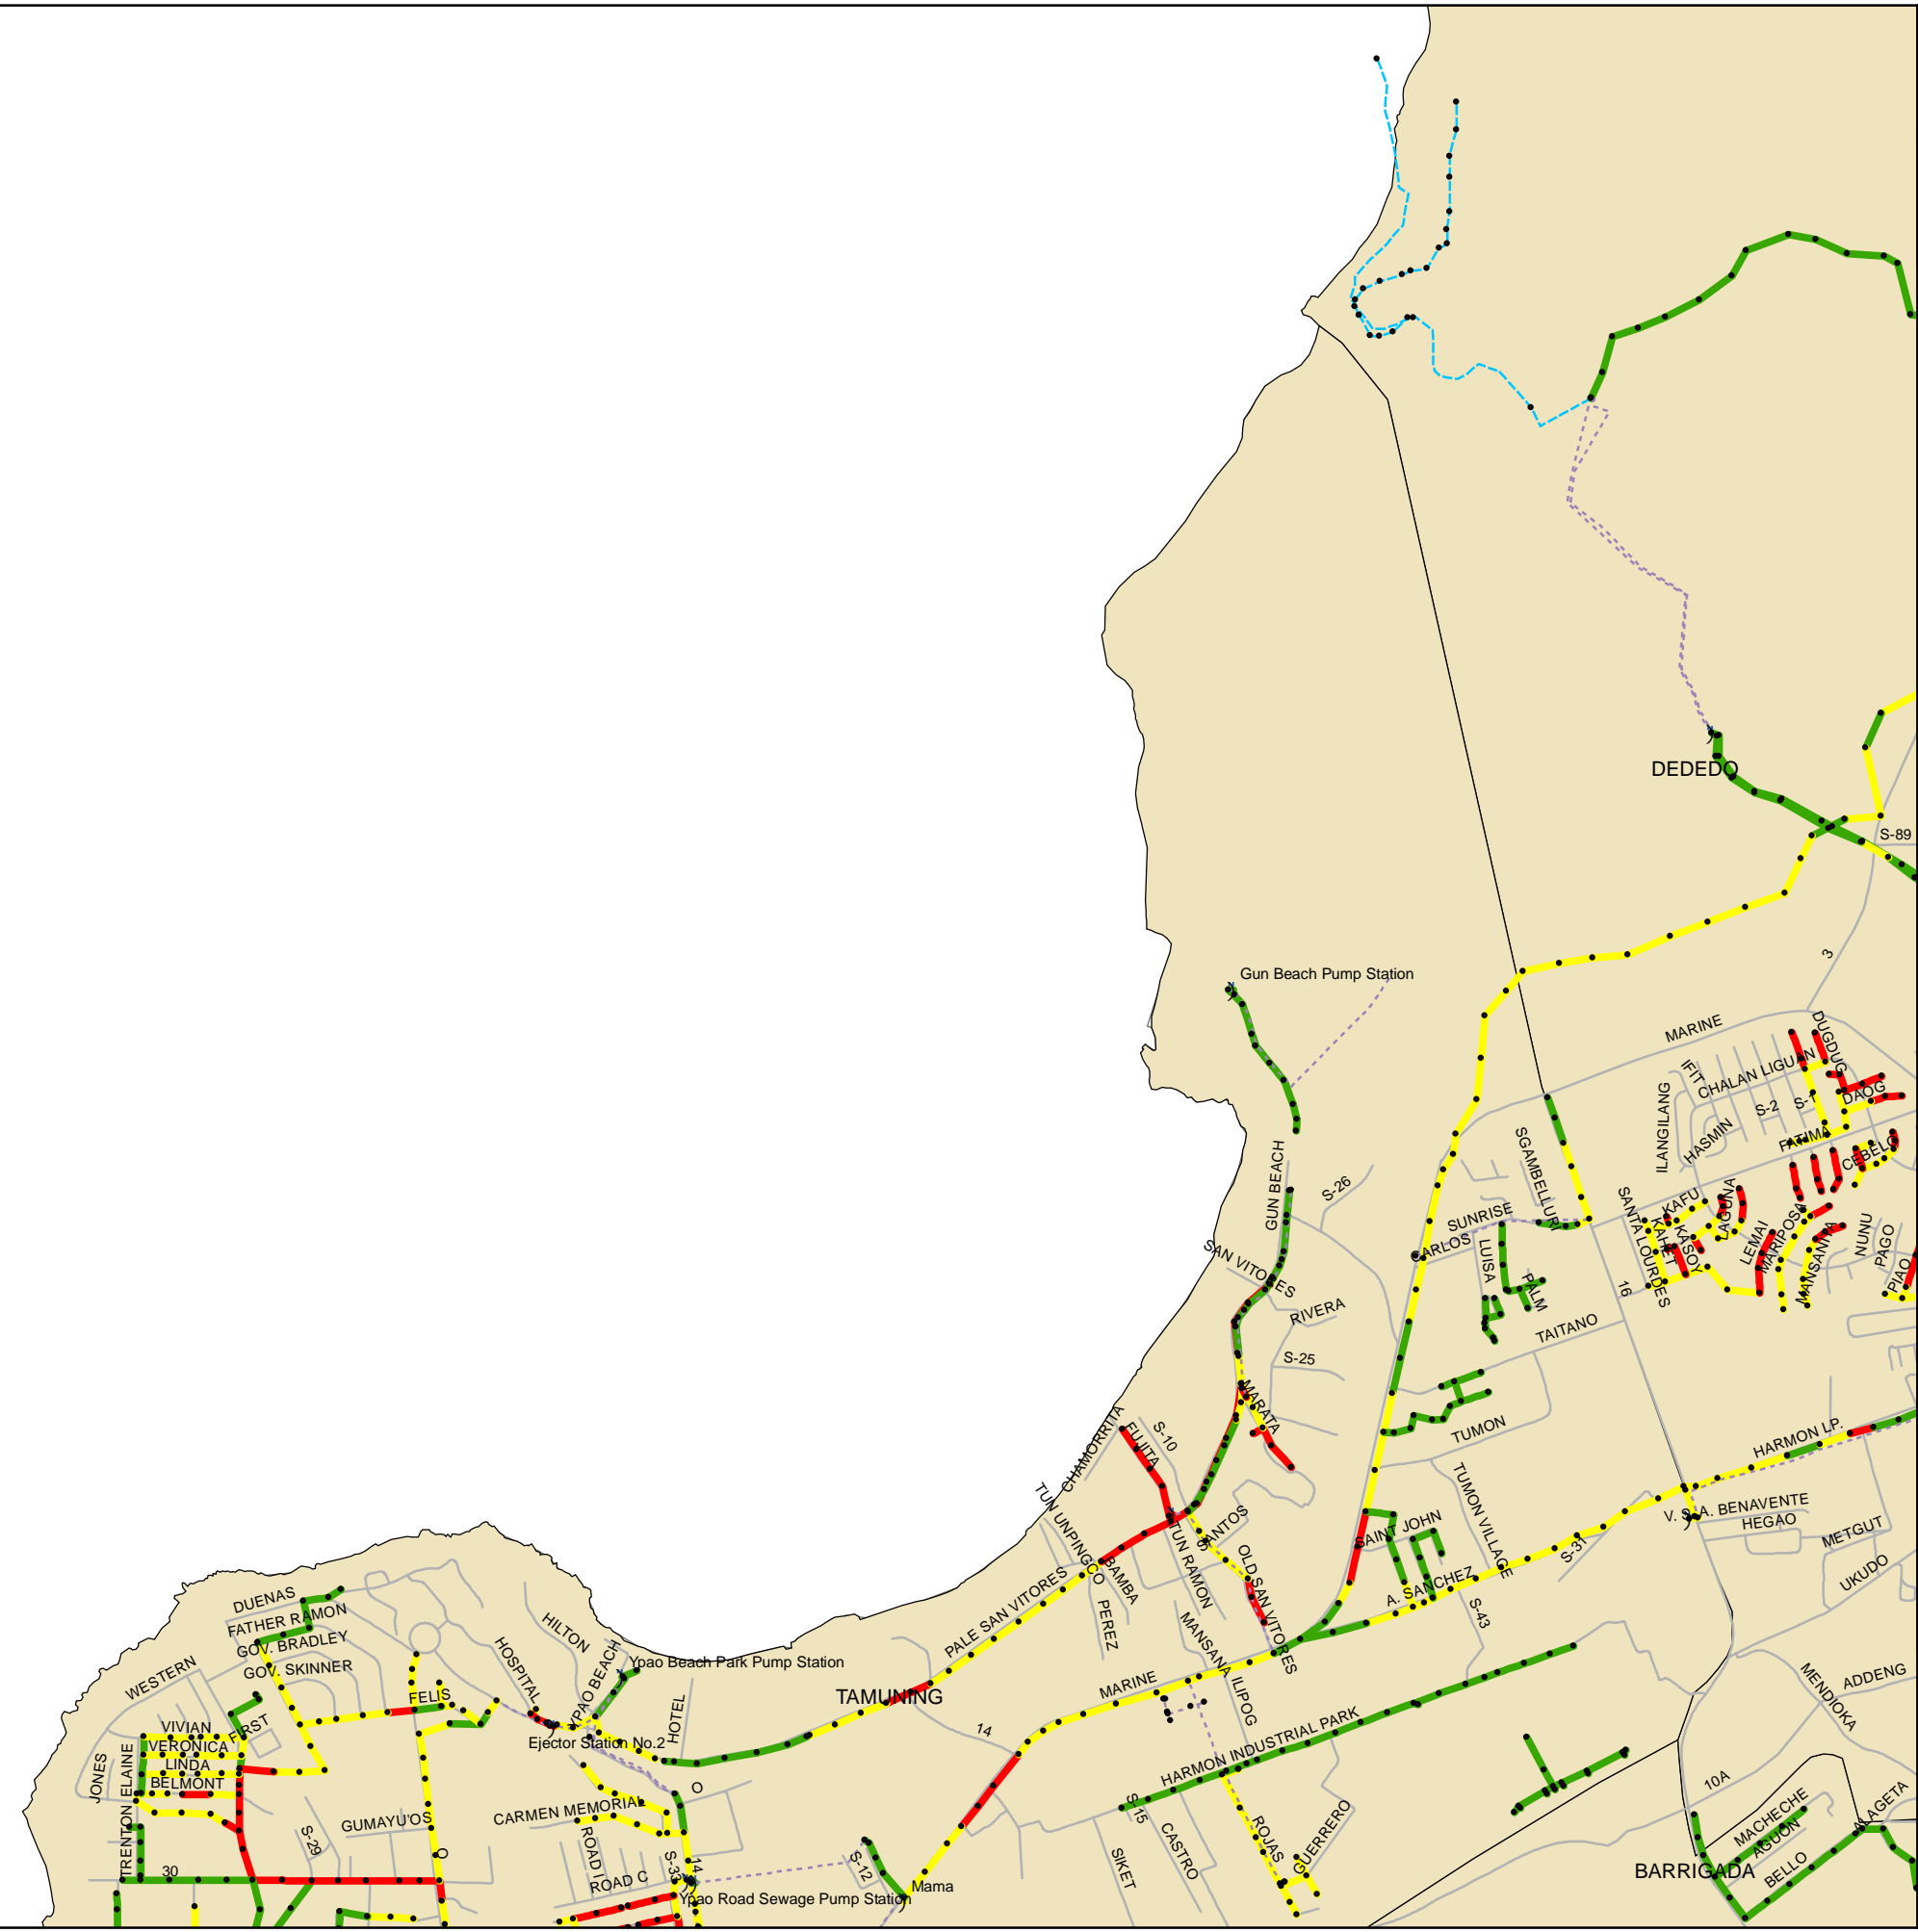 DEDEDO
S-89
3
Gun Beach Pump Station
MARINE
DUGDUG
IFIT
CHALAN LIGUAN
DAOG
S-2
S-1
ILANGILANG
HASMIN
FATIMA
CEBELO
GUN BEACH
S-26
SGAMBELLURI
SUNRISE
CARLOS
LUISA
PALM
SANTA LOURDES
KAHET
KAFU
KASOY
LAGUNA
LEMAI
MARIPOSA
MANSANITA
NUNU
PAGO
PIAO
16
SAN VITORES
RIVERA
S-25
TAITANO
MARATA
CHAMORRITA
FUJITA
S-10
TUMON
HARMON LP.
TUN UNPINGCO
TUMON VILLAGE
V. S. A. BENAVENTE
HEGAO
METGUT
UKUDO
SAINT JOHN
S-31
TUN RAMON
BAMBA
OLD SAN VITORES
A. SANCHEZ
S-43
PEREZ
PALE SAN VITORES
MANSANA
ILIPOG
MARINE
DUENAS
FATHER RAMON
GOV. BRADLEY
GOV. SKINNER
WESTERN
HOSPITAL
HILTON
YPAO BEACH
Ypao Beach Park Pump Station
TAMUNING
FELIS
HOTEL
14
ADDENG
MENDIOKA
VIVIAN
FIRST
VERONICA
LINDA
BELMONT
JONES
TRENTON
ELAINE
Ejector Station No.2
O
HARMON INDUSTRIAL PARK
10A
S-15
CARMEN MEMORIAL
GUMAYU'OS
S-29
O
ROAD I
ROAD C
S-33
14
S-12
Mama
Ypao Road Sewage Pump Station
30
SIKET
CASTRO
ROJAS
GUERRERO
MACHECHE
AGUON
BELLO
ALAGETA
BARRIGADA